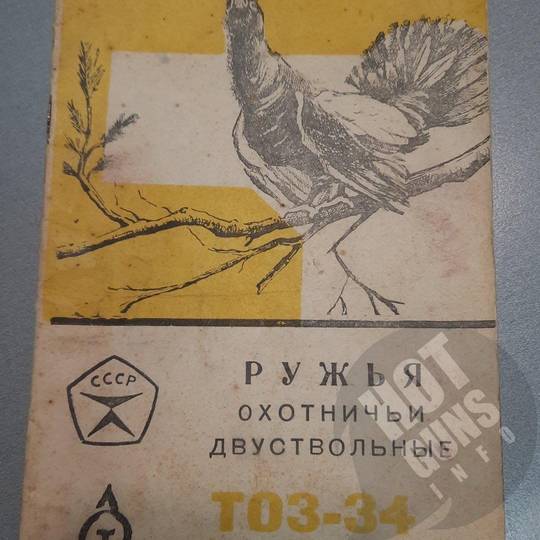 СССР
РУЖЬЯ
ОХОТНИЧЬИ
ДВУСТВОЛЬНЫЕ
ТОЗ-34
Т
HOT
GUNS
INFO